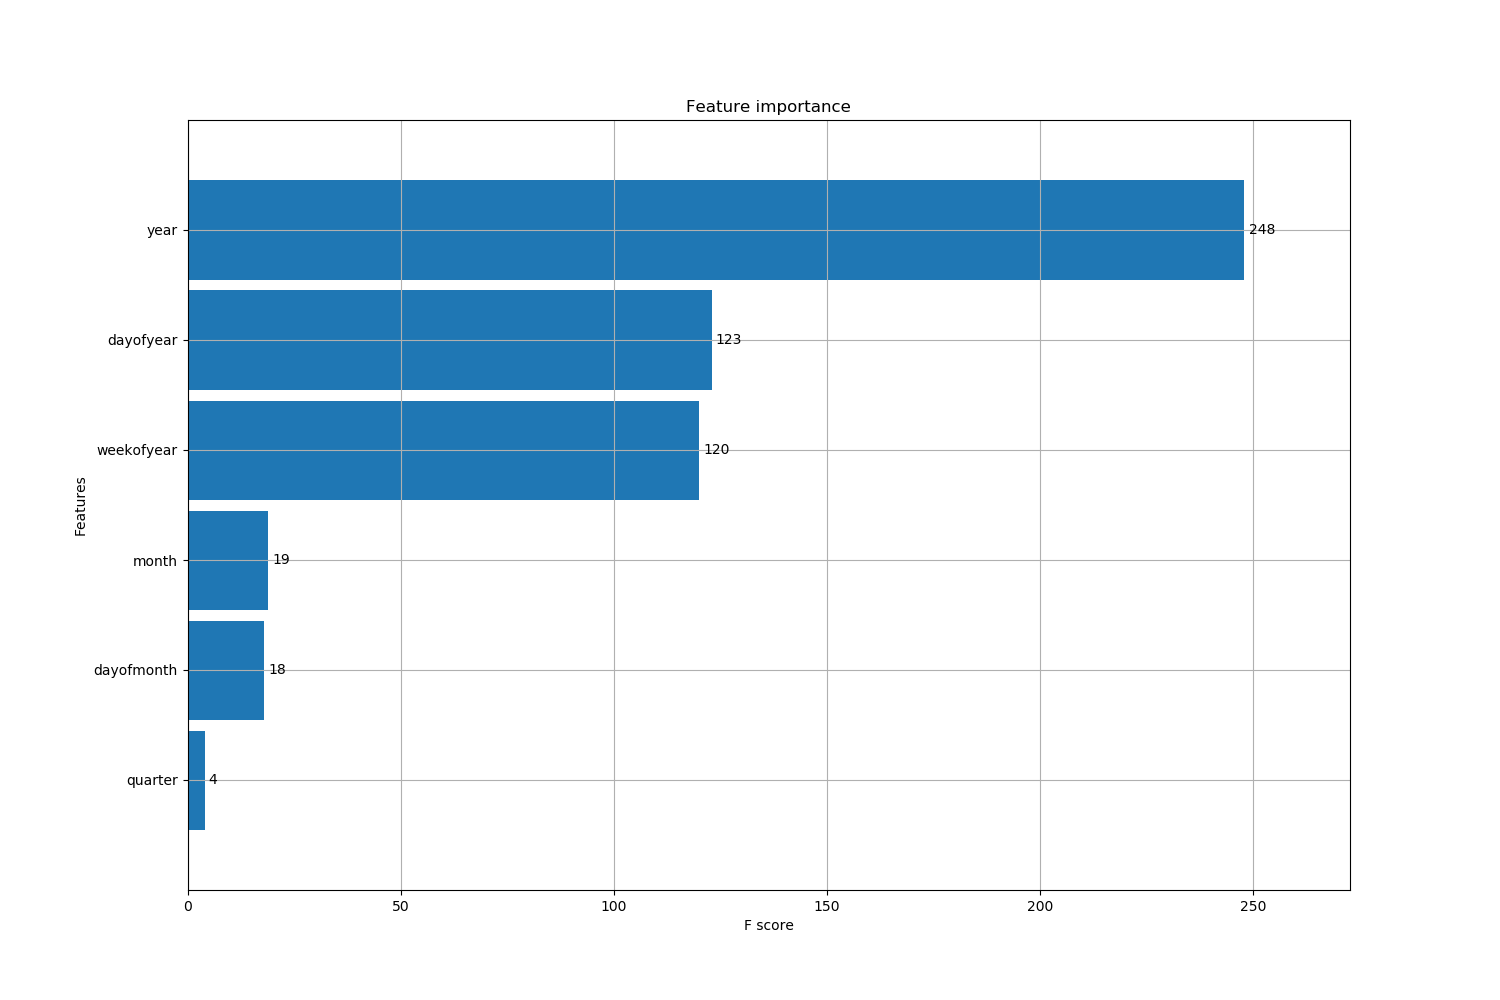 Feature importance
year
248
dayofyear
123
weekofyear
120
Features
month
19
dayofmonth
18
quarter
4
0 50 100 150 200 250
F score